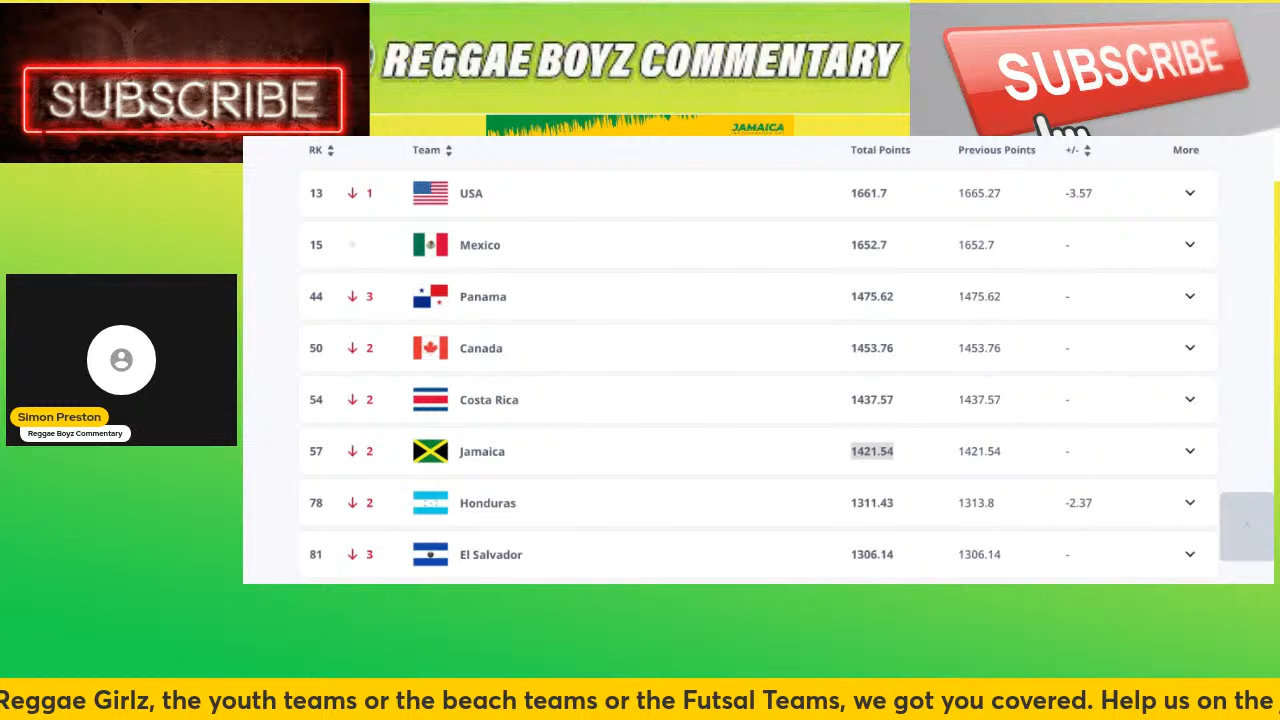 SUBSCRIBE
REGGAE BOYZ COMMENTARY
SUBSCRIBE
JAMAICA
RK Team Total Points Previous Points +/- More
13 ↓ 1 USA 1661.7 1665.27 -3.57
15 Mexico 1652.7 1652.7 -
44 ↓ 3 Panama 1475.62 1475.62 -
50 ↓ 2 Canada 1453.76 1453.76 -
54 ↓ 2 Costa Rica 1437.57 1437.57 -
57 ↓ 2 Jamaica 1421.54 1421.54 -
78 ↓ 2 Honduras 1311.43 1313.8 -2.37
81 ↓ 3 El Salvador 1306.14 1306.14 -
Simon Preston
Reggae Boyz Commentary
Reggae Girlz, the youth teams or the beach teams or the Futsal Teams, we got you covered. Help us on the